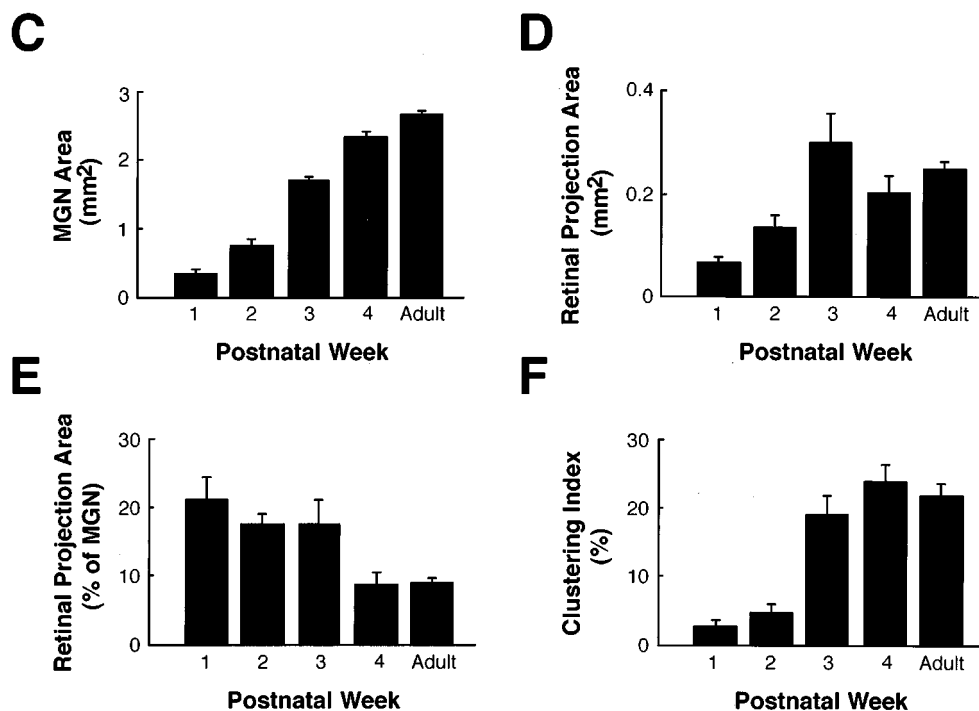 C
MGN Area
(mm2)
3
2
1
0
1 2 3 4 Adult
Postnatal Week
D
Retinal Projection Area
(mm2)
0.4
0.2
0
1 2 3 4 Adult
Postnatal Week
E
Retinal Projection Area
(% of MGN)
30
20
10
0
1 2 3 4 Adult
Postnatal Week
F
Clustering Index
(%)
30
20
10
0
1 2 3 4 Adult
Postnatal Week